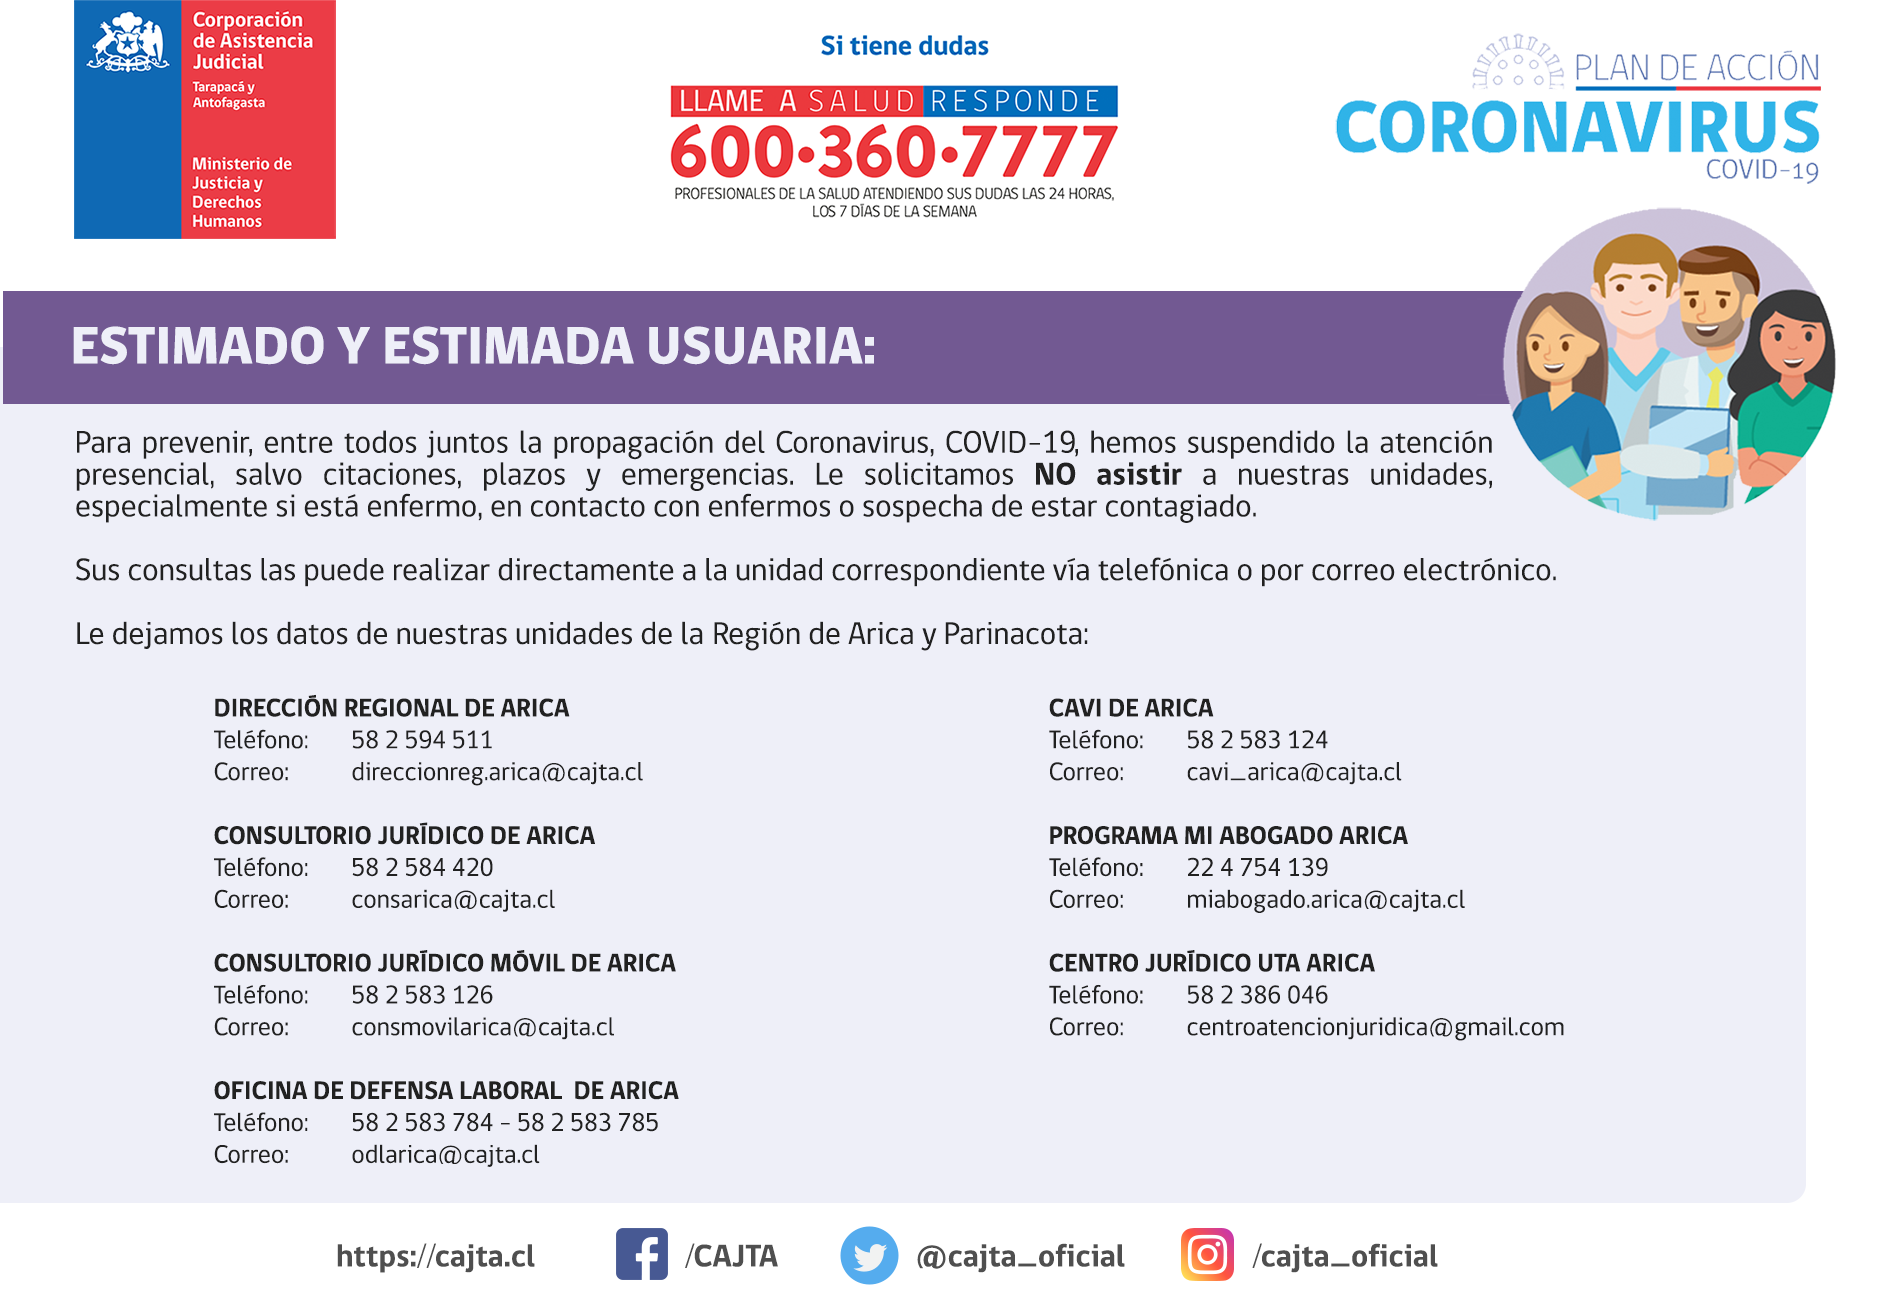 Corporación
de Asistencia
Judicial
Tarapacá y
Antofagasta
Ministerio de
Justicia y
Derechos
Humanos
Si tiene dudas
LLAME A SALUD RESPONDE
600·360·7777
PROFESIONALES DE LA SALUD ATENDIENDO SUS DUDAS LAS 24 HORAS,
LOS 7 DÍAS DE LA SEMANA
PLAN DE ACCIÓN
CORONAVIRUS
COVID-19
ESTIMADO Y ESTIMADA USUARIA:
Para prevenir, entre todos juntos la propagación del Coronavirus, COVID-19, hemos suspendido la atención
presencial, salvo citaciones, plazos y emergencias. Le solicitamos NO asistir a nuestras unidades,
especialmente si está enfermo, en contacto con enfermos o sospecha de estar contagiado.
Sus consultas las puede realizar directamente a la unidad correspondiente vía telefónica o por correo electrónico.
Le dejamos los datos de nuestras unidades de la Región de Arica y Parinacota:
DIRECCIÓN REGIONAL DE ARICA
Teléfono: 58 2 594 511
Correo: direccionreg.arica@cajta.cl
CONSULTORIO JURÍDICO DE ARICA
Teléfono: 58 2 584 420
Correo: consarica@cajta.cl
CONSULTORIO JURÍDICO MÓVIL DE ARICA
Teléfono: 58 2 583 126
Correo: consmovilarica@cajta.cl
OFICINA DE DEFENSA LABORAL DE ARICA
Teléfono: 58 2 583 784 - 58 2 583 785
Correo: odlarica@cajta.cl
CAVI DE ARICA
Teléfono: 58 2 583 124
Correo: cavi_arica@cajta.cl
PROGRAMA MI ABOGADO ARICA
Teléfono: 22 4 754 139
Correo: miabogado.arica@cajta.cl
CENTRO JURÍDICO UTA ARICA
Teléfono: 58 2 386 046
Correo: centroatencionjuridica@gmail.com
https://cajta.cl
/CAJTA
@cajta_oficial
/cajta_oficial